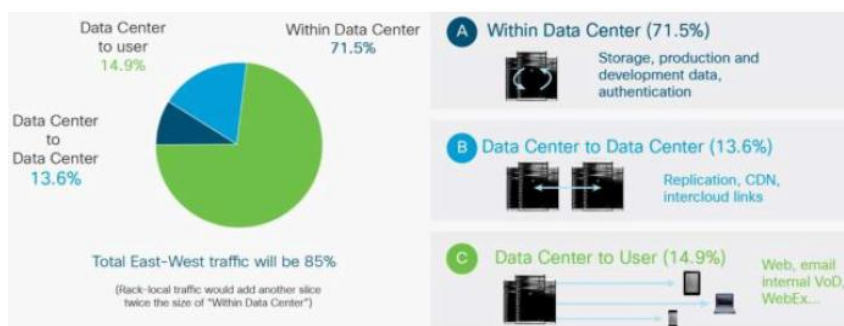 Data Center
to user
14.9%
Within Data Center
71.5%
Data Center
to
Data Center
13.6%
Total East-West traffic will be 85%
(Rack-local traffic would add another slice
twice the size of "Within Data Center")
A Within Data Center (71.5%)
Storage, production and
development data,
authentication
B Data Center to Data Center (13.6%)
Replication, CDN,
intercloud links
C Data Center to User (14.9%)
Web, email
internal VoD,
WebEx...